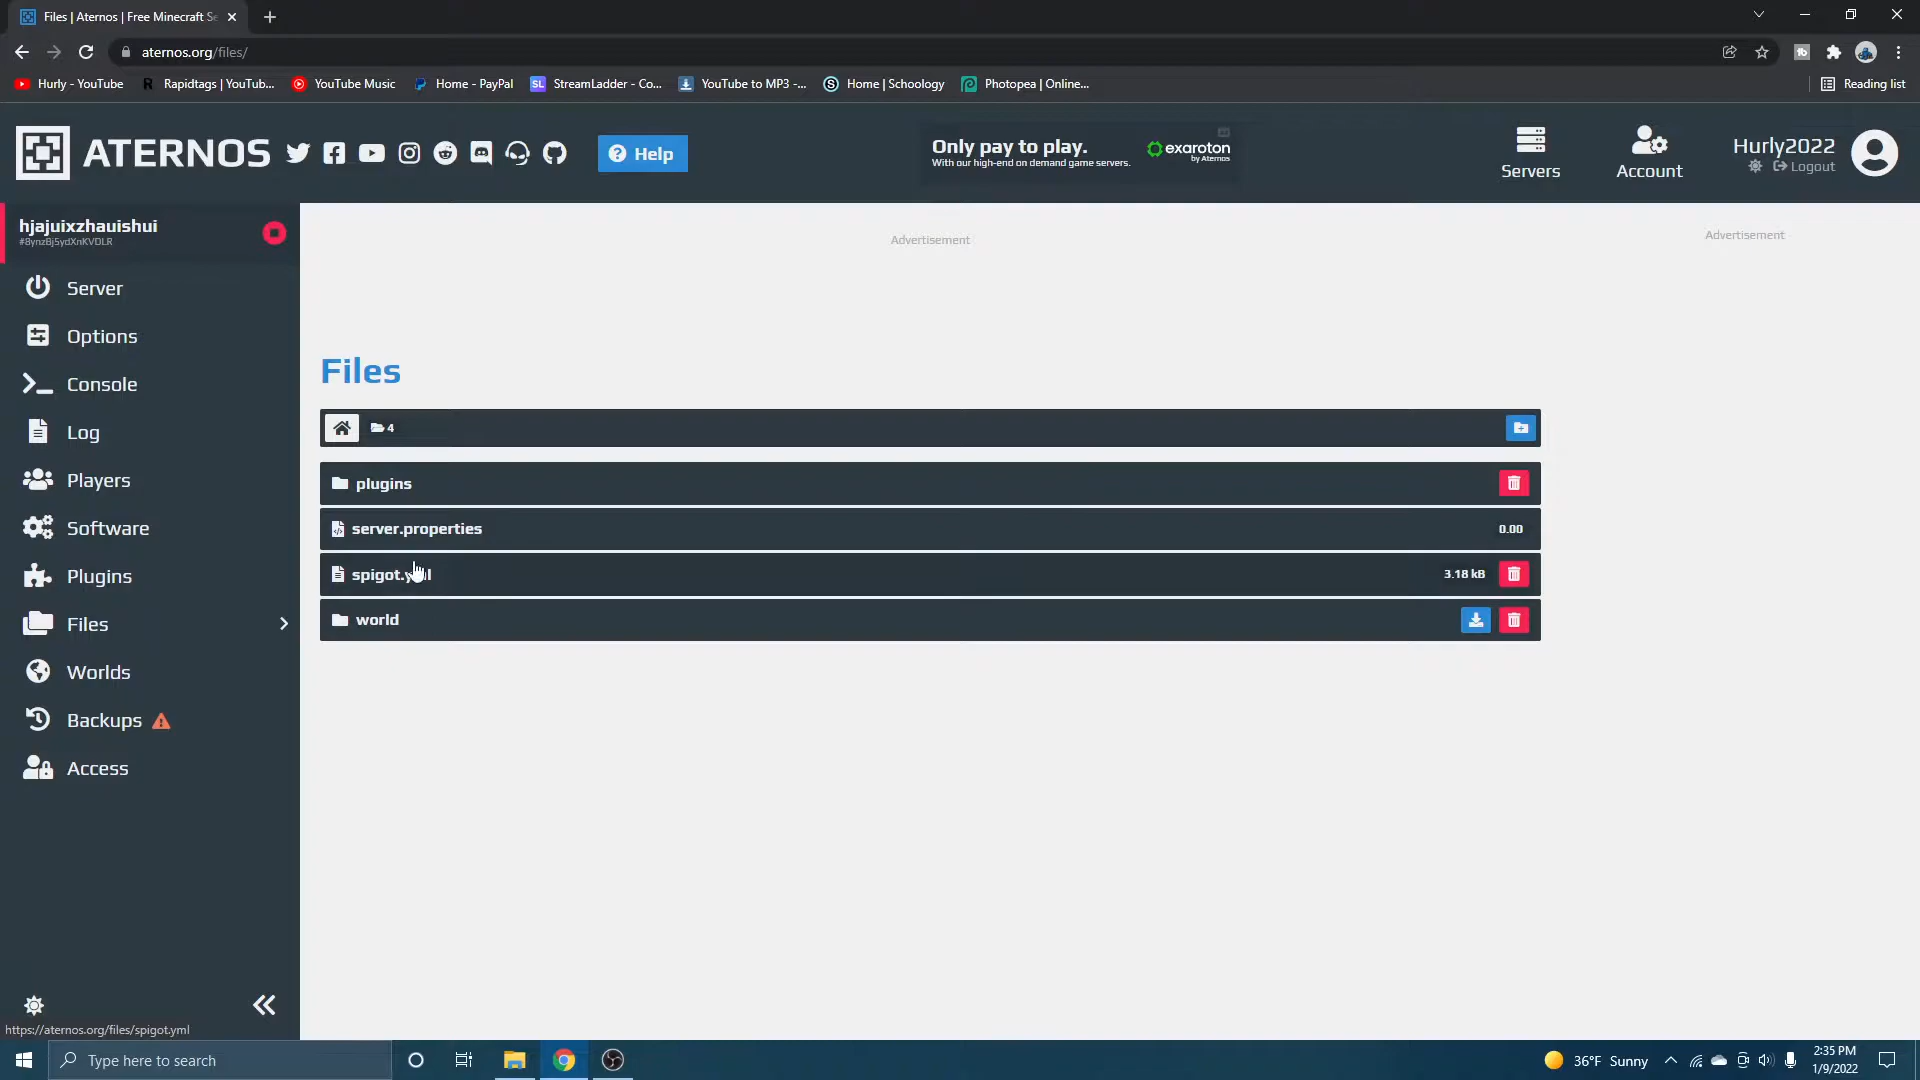 Files | Aternos | Free Minecraft Se
aternos.org/files/
Hurly - YouTube
Rapidtags | YouTub...
YouTube Music
Home - PayPal
StreamLadder - Co...
YouTube to MP3 -...
Home | Schoology
Photopea | Online...
Reading list
ATERNOS
Help
Only pay to play.
With our high-end on demand game servers.
exaroton
by Aternos
Servers
Account
Hurly2022
Logout
hjajuixzhauishui
Server
Options
Console
Log
Players
Software
Plugins
Files
Worlds
Backups
Access
Advertisement
Advertisement
Files
4
plugins
server.properties
0.00
spigot.yml
3.18 kB
world
https://aternos.org/files/spigot.yml
Type here to search
36°F Sunny
2:35 PM
1/9/2022